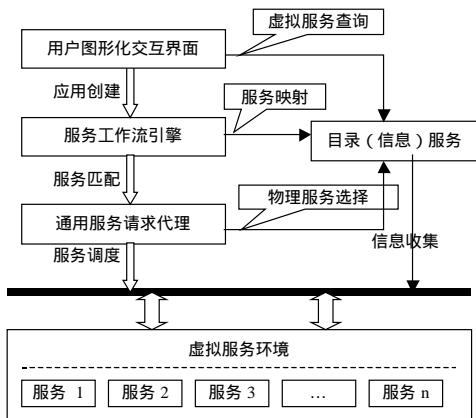 虚拟服务查询
用户图形化交互界面
应用创建
服务映射
服务工作流引擎
目录（信息）服务
服务匹配
物理服务选择
通用服务请求代理
信息收集
服务调度
虚拟服务环境
服务 1 服务 2 服务 3 … 服务 n